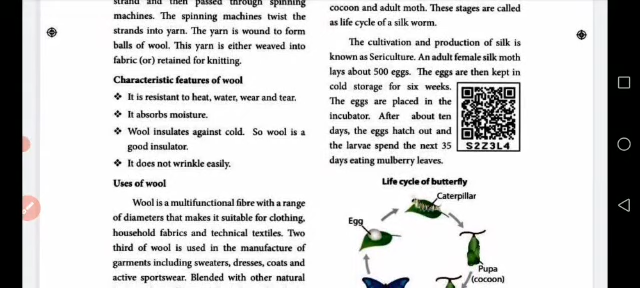 strand and then passed through spinning
machines. The spinning machines twist the
strands into yarn. The yarn is wound to form
balls of wool. This yarn is either weaved into
fabric (or) retained for knitting.
Characteristic features of wool
❖ It is resistant to heat, water, wear and tear.
❖ It absorbs moisture.
❖ Wool insulates against cold. So wool is a
good insulator.
❖ It does not wrinkle easily.
Uses of wool
Wool is a multifunctional fibre with a range
of diameters that makes it suitable for clothing,
household fabrics and technical textiles. Two
third of wool is used in the manufacture of
garments including sweaters, dresses, coats and
active sportswear. Blended with other natural
cocoon and adult moth. These stages are called
as life cycle of a silk worm.
The cultivation and production of silk is
known as Sericulture. An adult female silk moth
lays about 500 eggs. The eggs are then kept in
cold storage for six weeks.
The eggs are placed in the
incubator. After about ten
days, the eggs hatch out and
the larvae spend the next 35
days eating mulberry leaves.
S2Z3L4
Life cycle of butterfly
Caterpillar
Egg
Pupa
(cocoon)